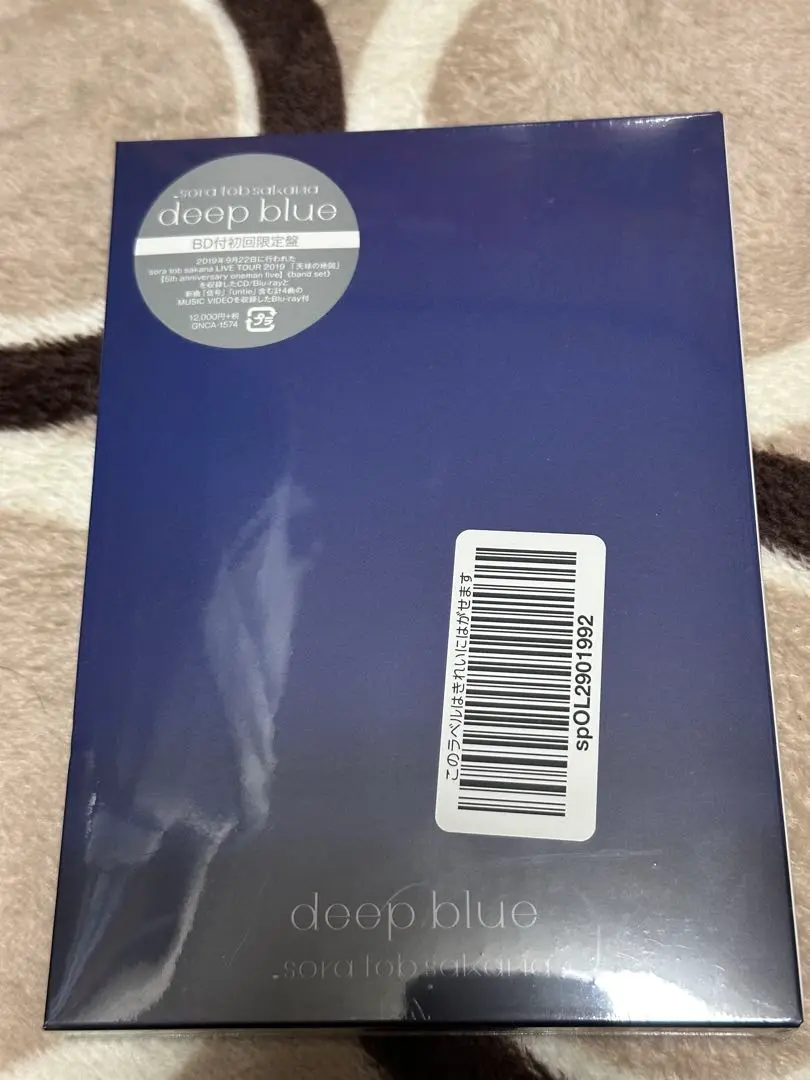 sora tob sakana
deep blue
BD付初回限定盤
2019年9月22日に行われた
sora tob sakana LIVE TOUR 2019 「天球の地図」
《5th anniversary oneman live》《band set》
を収録したCD/Blu-rayと
新曲「信号」「untie」含む計4曲の
MUSIC VIDEOを収録したBlu-ray付
12,000円+税
GNCA-1574
プラ
このラベルはきれいにはがせます
spOL2901992
deep blue
sora tob sakana